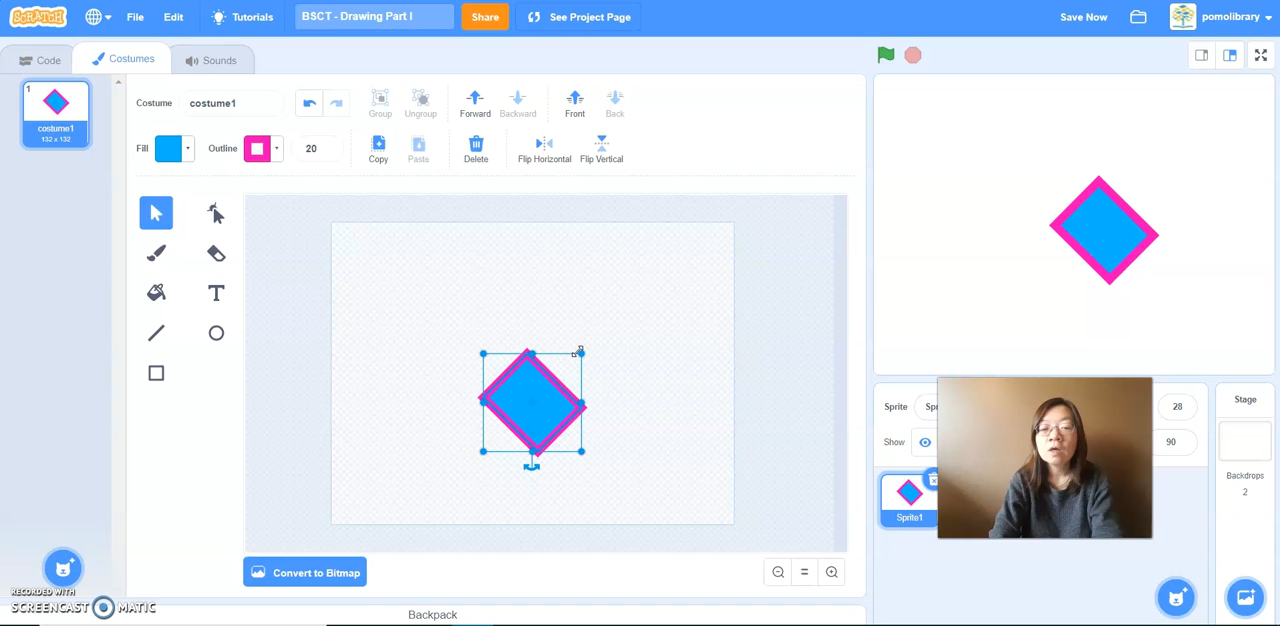 SCRATCH
File
Edit
Tutorials
BSCT - Drawing Part I
Share
See Project Page
Save Now
pomolibrary
Code
Costumes
Sounds
1
costume1
132 x 132
Costume
costume1
Group
Ungroup
Forward
Backward
Front
Back
Fill
Outline
20
Copy
Paste
Delete
Flip Horizontal
Flip Vertical
T
Convert to Bitmap
Backpack
RECORDED WITH
SCREENCAST MATIC
Sprite
Spr
28
Show
90
Sprite1
Stage
Backdrops
2